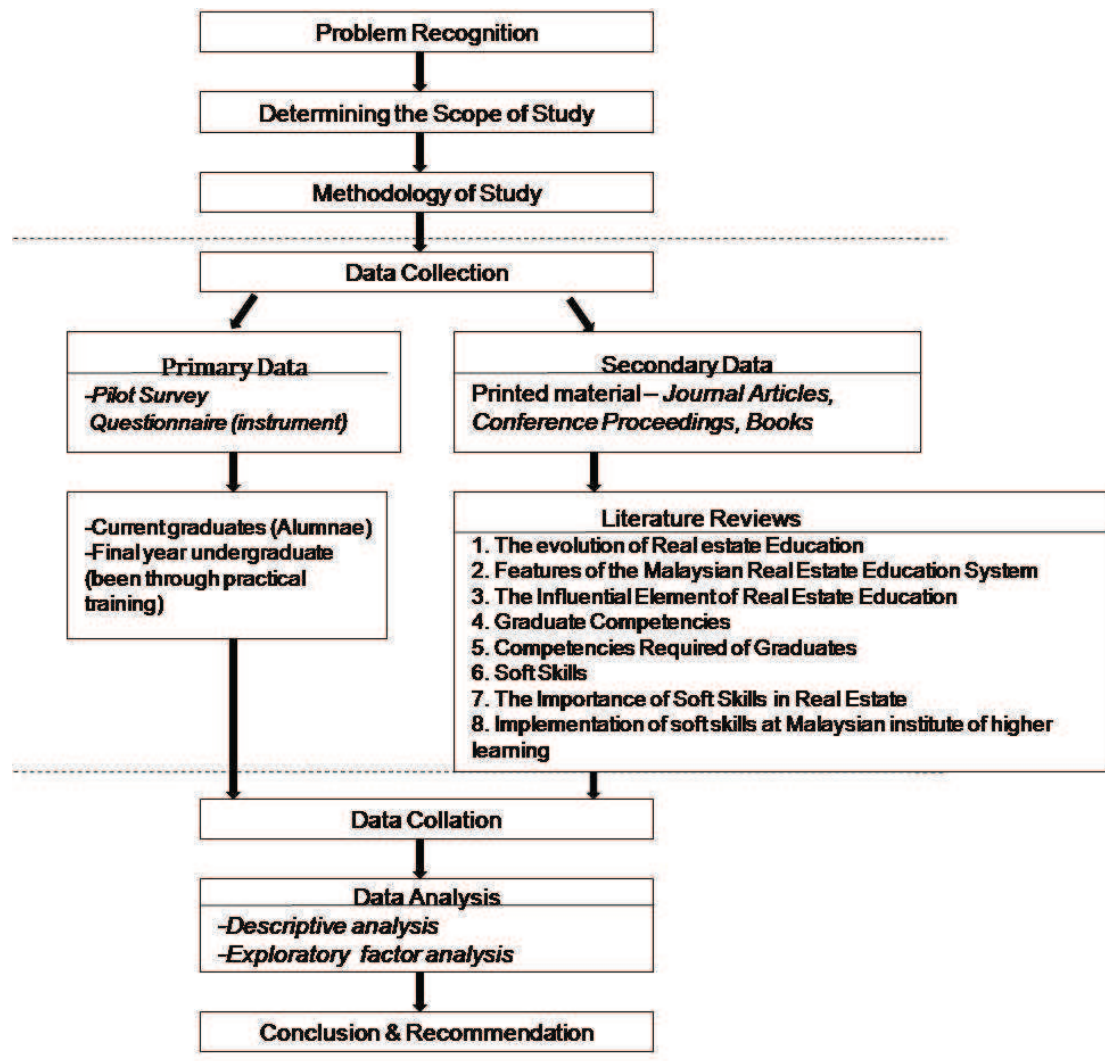 Problem Recognition
Determining the Scope of Study
Methodology of Study
Data Collection
Primary Data
-Pilot Survey
Questionnaire (instrument)
Secondary Data
Printed material – Journal Articles,
Conference Proceedings, Books
-Current graduates (Alumnae)
-Final year undergraduate
(been through practical
training)
Literature Reviews
1. The evolution of Real estate Education
2. Features of the Malaysian Real Estate Education System
3. The Influential Element of Real Estate Education
4. Graduate Competencies
5. Competencies Required of Graduates
6. Soft Skills
7. The Importance of Soft Skills in Real Estate
8. Implementation of soft skills at Malaysian institute of higher
learning
Data Collation
Data Analysis
-Descriptive analysis
-Exploratory factor analysis
Conclusion & Recommendation